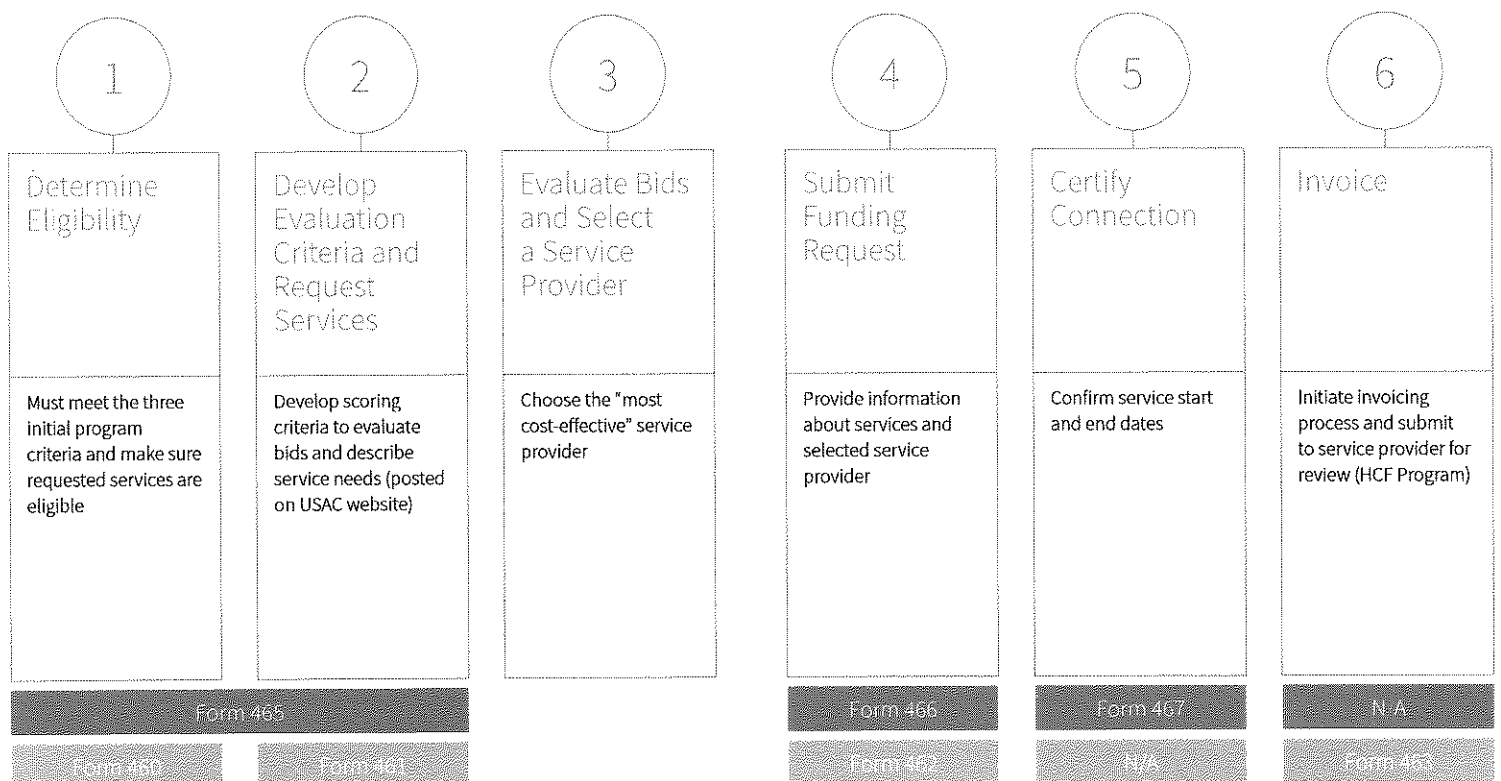 1
Determine
Eligibility
Must meet the three
initial program
criteria and make sure
requested services are
eligible
2
Develop
Evaluation
Criteria and
Request
Services
Develop scoring
criteria to evaluate
bids and describe
service needs (posted
on USAC website)
3
Evaluate Bids
and Select
a Service
Provider
Choose the "most
cost-effective" service
provider
4
Submit
Funding
Request
Provide information
about services and
selected service
provider
5
Certify
Connection
Confirm service start
and end dates
6
Invoice
Initiate invoicing
process and submit
to service provider for
review (HCF Program)
Form 465
Form 466
Form 467
N/A
Form 460
Form 461
Form 462
N/A
Form 463